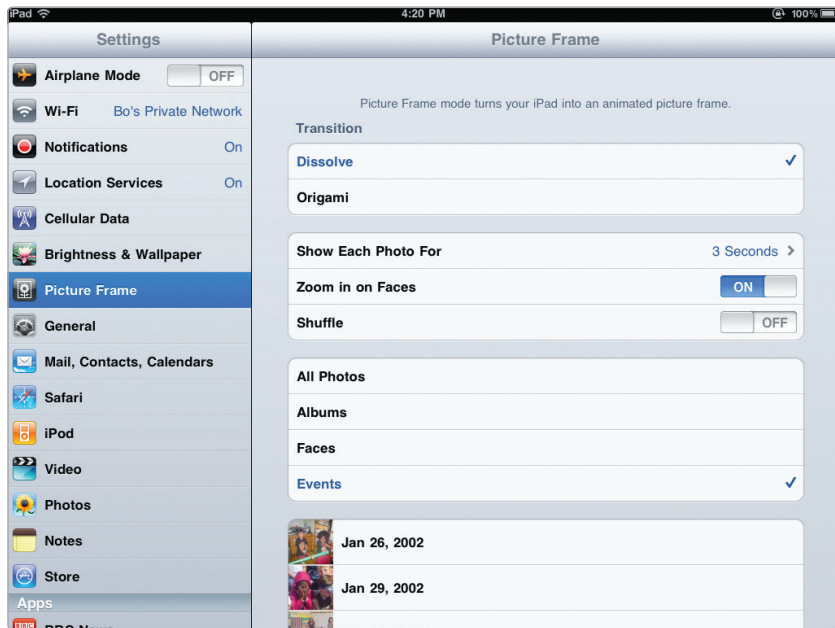 iPad 4:20 PM 100%
Settings
Picture Frame
Airplane Mode OFF
Wi-Fi Bo's Private Network
Notifications On
Location Services On
Cellular Data
Brightness & Wallpaper
Picture Frame
General
Mail, Contacts, Calendars
Safari
iPod
Video
Photos
Notes
Store
Apps
BBC News
Picture Frame mode turns your iPad into an animated picture frame.
Transition
Dissolve
Origami
Show Each Photo For 3 Seconds
Zoom in on Faces ON
Shuffle OFF
All Photos
Albums
Faces
Events
Jan 26, 2002
Jan 29, 2002